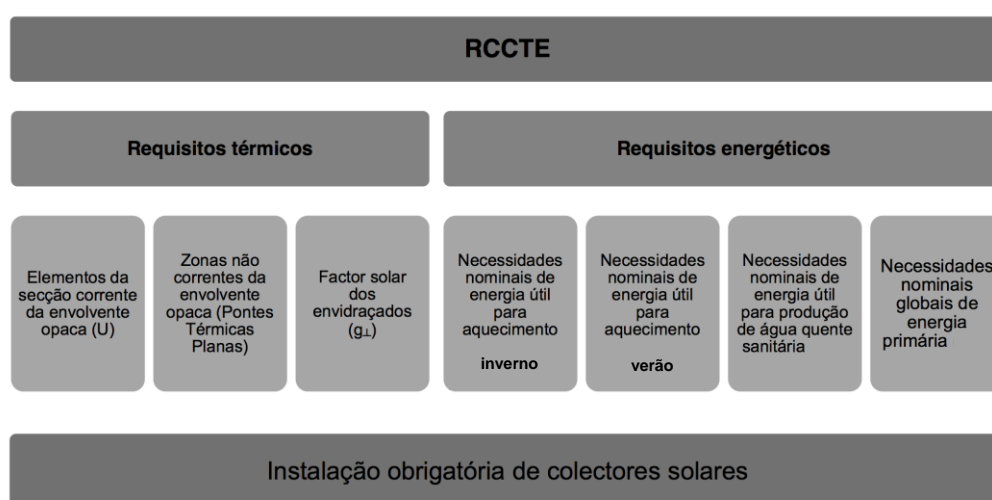 RCCTE
Requisitos térmicos
Requisitos energéticos
Elementos da
secção corrente
da envolvente
opaca (U)
Zonas não
correntes da
envolvente
opaca (Pontes
Térmicas
Planas)
Factor solar
dos
envidraçados
(g⊥)
Necessidades
nominais de
energia útil
para
aquecimento
inverno
Necessidades
nominais de
energia útil
para
aquecimento
verão
Necessidades
nominais de
energia útil
para produção
de água quente
sanitária
Necessidades
nominais
globais de
energia
primária
Instalação obrigatória de colectores solares